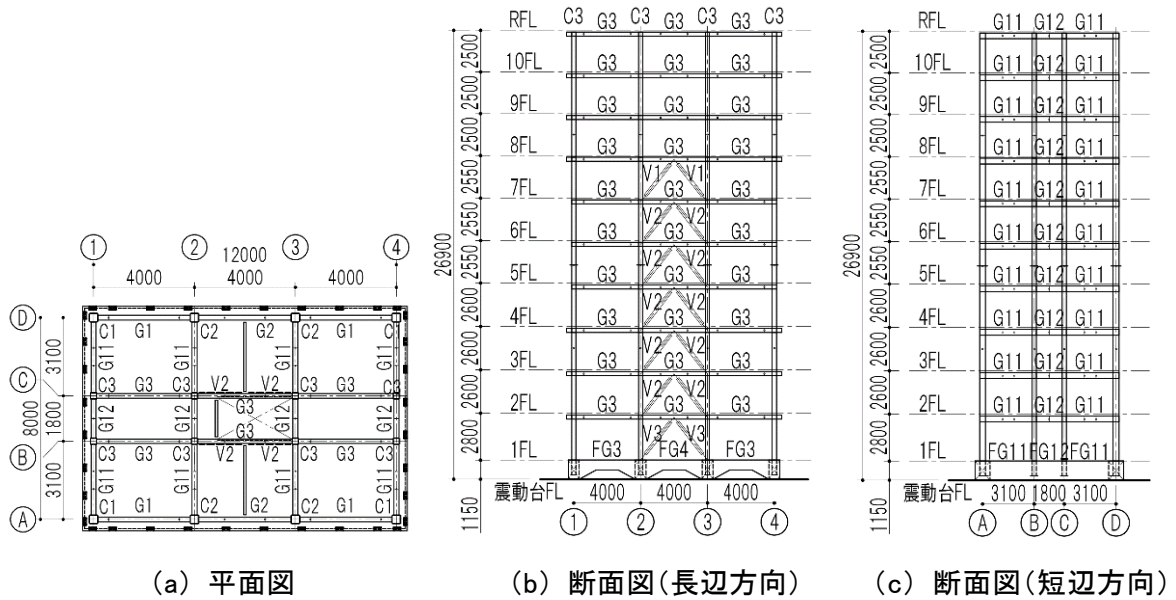 ① ② ③ ④
12000
4000 4000 4000
Ⓓ
C1 G1 C2 G2 C2 G1 C
3100
G11 G11 G11 G11
Ⓒ
C3 G3 C3 V2 V2 C3 G3 C3
8000
1800
G12 G12 G3 G12 G12
G3
Ⓑ
C3 G3 C3 V2 V2 C3 G3 C3
3100
G11 G11 G11 G11
Ⓐ
C1 G1 C2 G2 C2 G1 C1
(a) 平面図
RFL C3 G3 C3 G3 C3 G3 C3
2500
10FL G3 G3 G3
2500
9FL G3 G3 G3
2500
8FL G3 G3 G3
2550 V1 V1
7FL G3 G3 G3
2550 V2 V2
6FL G3 G3 G3
26900
2550 V2 V2
5FL G3 G3 G3
2600 V2 V2
4FL G3 G3 G3
2600 V2 V2
3FL G3 G3 G3
2600 V2 V2
2FL G3 G3 G3
2800 V3 V3
1FL FG3 FG4 FG3
震動台FL 4000 4000 4000
1150
① ② ③ ④
(b) 断面図(長辺方向)
RFL G11 G12 G11
2500
10FL G11 G12 G11
2500
9FL G11 G12 G11
2500
8FL G11 G12 G11
2550
7FL G11 G12 G11
2550
6FL G11 G12 G11
26900
2550
5FL G11 G12 G11
2600
4FL G11 G12 G11
2600
3FL G11 G12 G11
2600
2FL G11 G12 G11
2800
1FL FG11 FG12 FG11
震動台FL 3100 1800 3100
1150
Ⓐ Ⓑ Ⓒ Ⓓ
(c) 断面図(短辺方向)